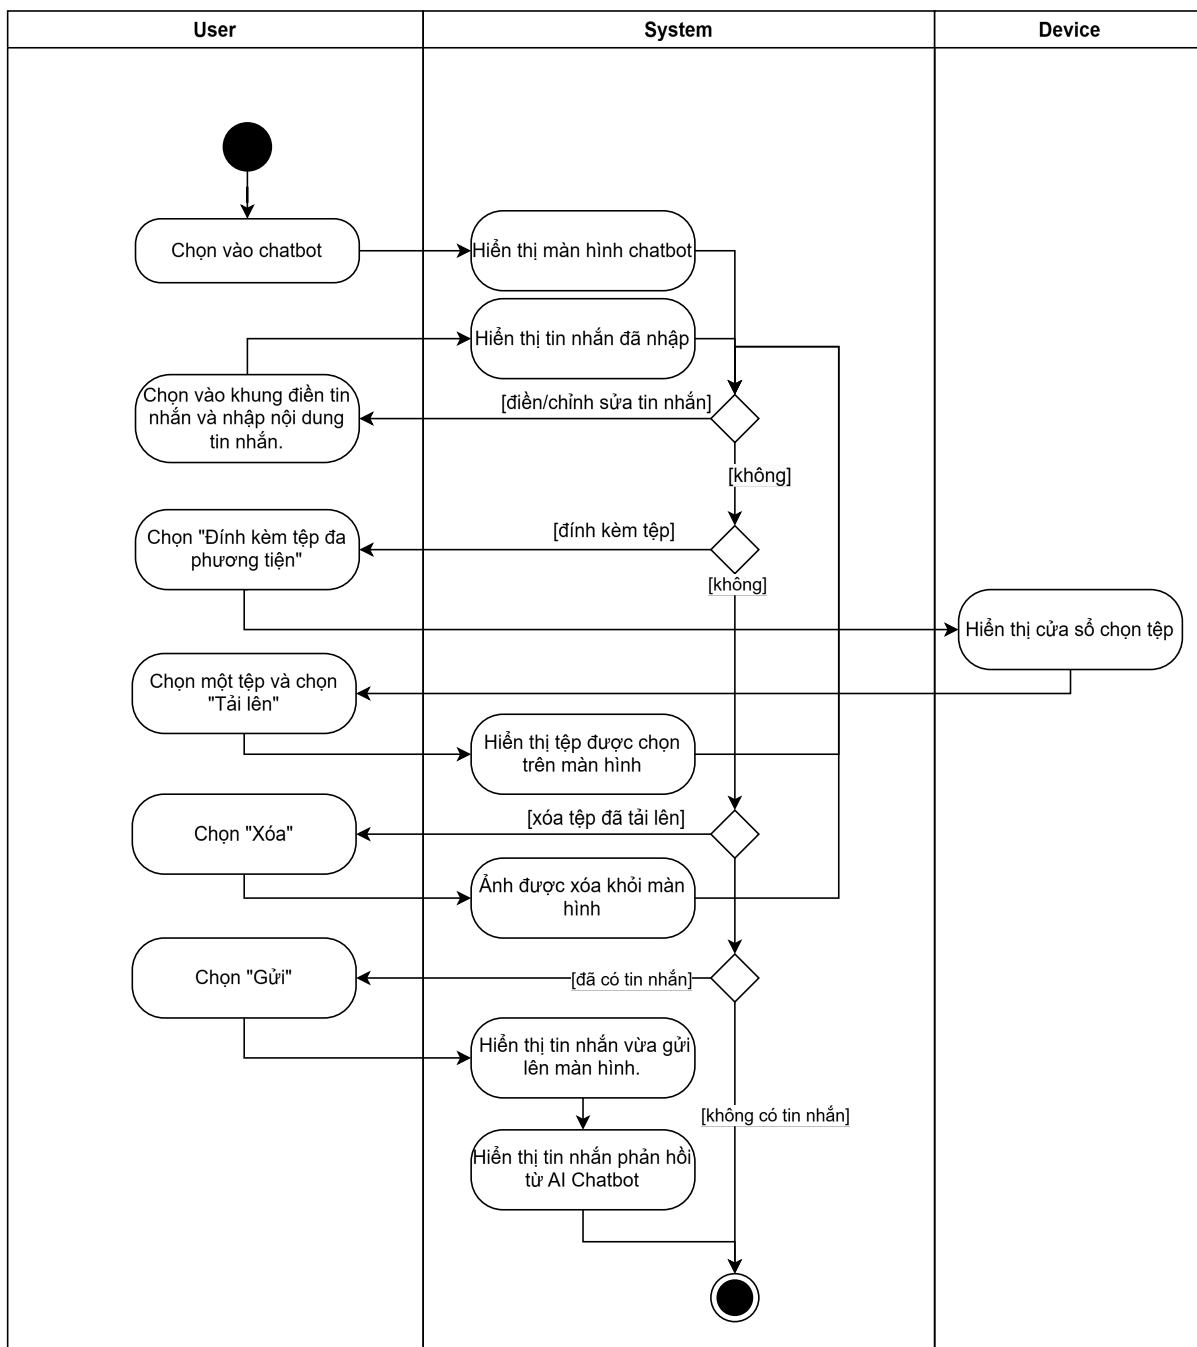 User
System
Device
Chọn vào chatbot
Hiển thị màn hình chatbot
Hiển thị tin nhắn đã nhập
Chọn vào khung điền tin
nhắn và nhập nội dung
tin nhắn.
[điền/chỉnh sửa tin nhắn]
[không]
Chọn "Đính kèm tệp đa
phương tiện"
[đính kèm tệp]
[không]
Hiển thị cửa sổ chọn tệp
Chọn một tệp và chọn
"Tải lên"
Hiển thị tệp được chọn
trên màn hình
Chọn "Xóa"
[xóa tệp đã tải lên]
Ảnh được xóa khỏi màn
hình
Chọn "Gửi"
[đã có tin nhắn]
Hiển thị tin nhắn vừa gửi
lên màn hình.
[không có tin nhắn]
Hiển thị tin nhắn phản hồi
từ AI Chatbot